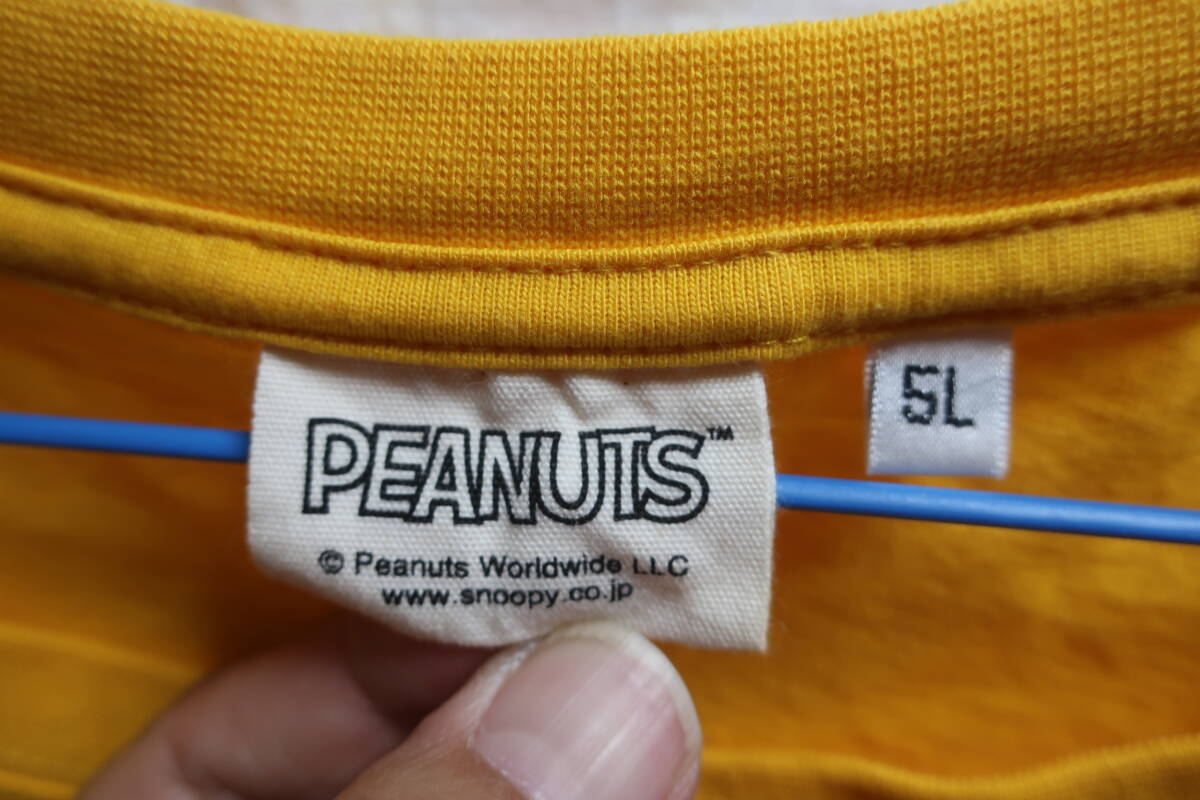 PEANUTS™
© Peanuts Worldwide LLC
www.snoopy.co.jp
5L